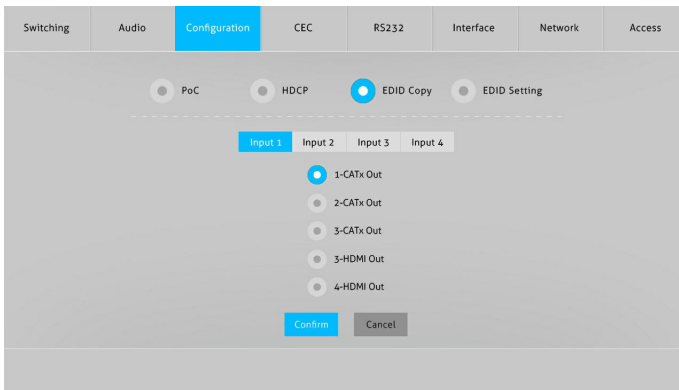 Switching Audio Configuration CEC RS232 Interface Network Access
PoC HDCP EDID Copy EDID Setting
Input 1 Input 2 Input 3 Input 4
1-CATx Out
2-CATx Out
3-CATx Out
3-HDMI Out
4-HDMI Out
Confirm Cancel